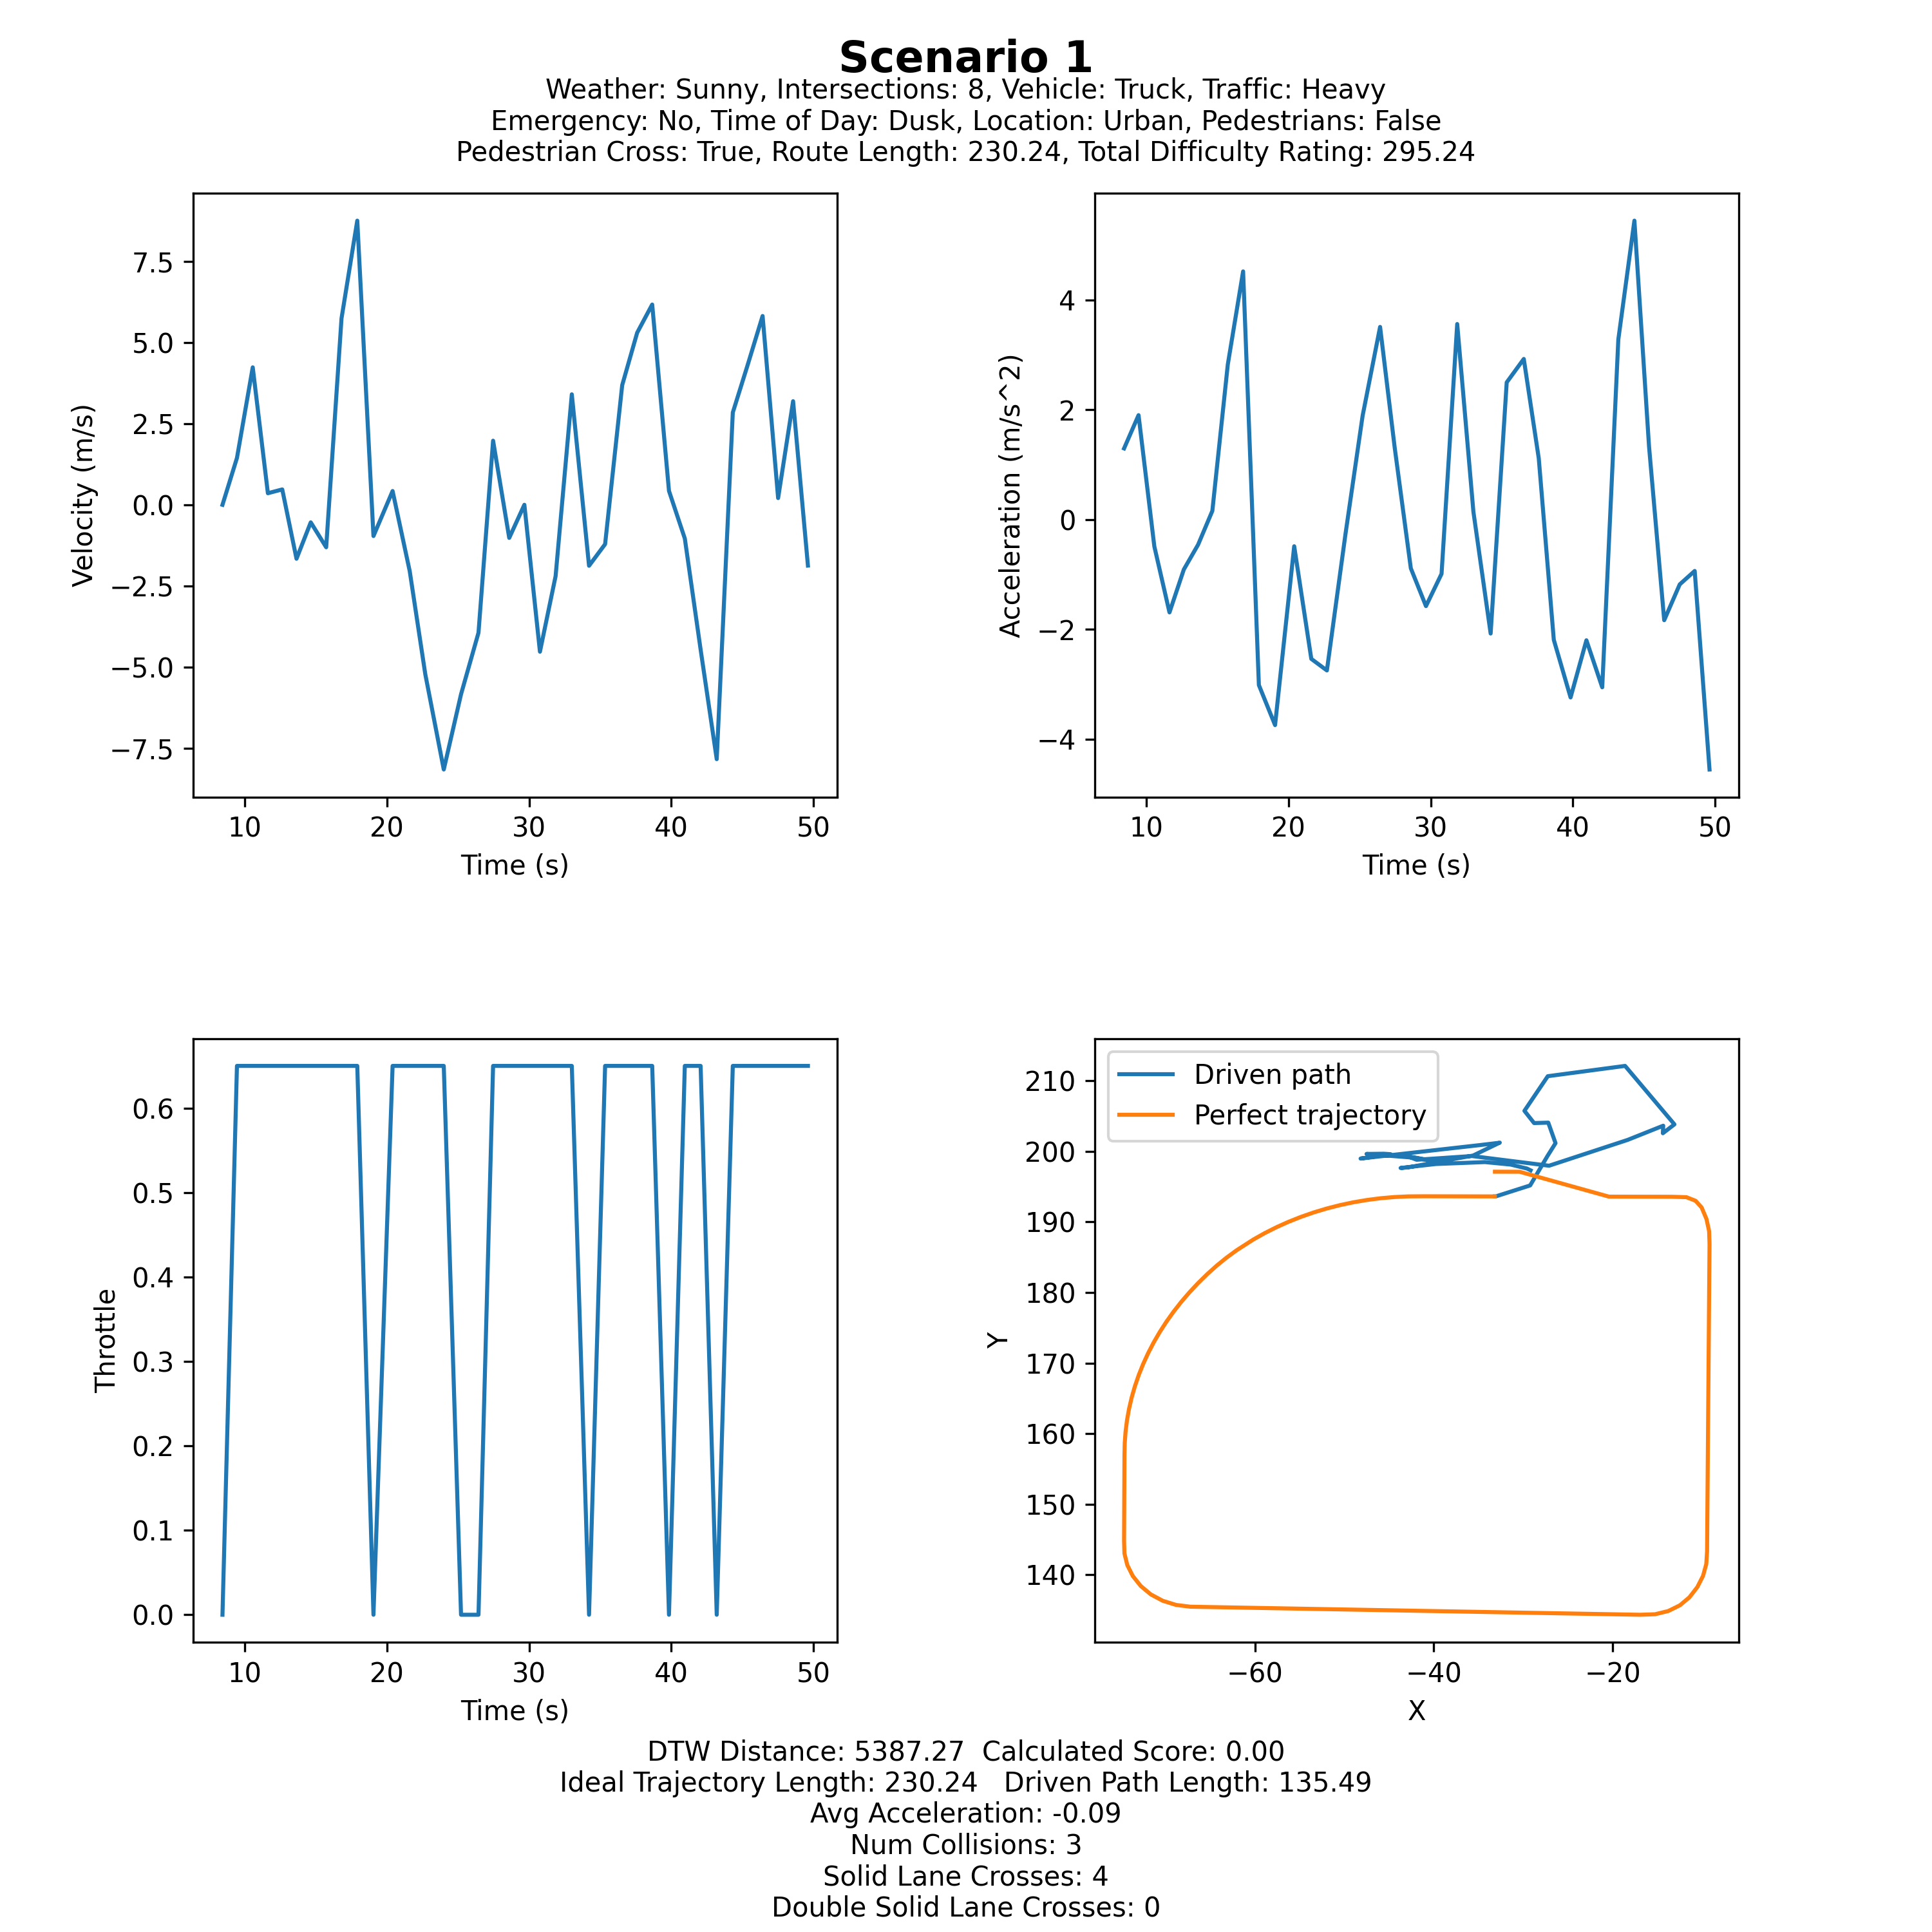 Scenario 1
Weather: Sunny, Intersections: 8, Vehicle: Truck, Traffic: Heavy
Emergency: No, Time of Day: Dusk, Location: Urban, Pedestrians: False
Pedestrian Cross: True, Route Length: 230.24, Total Difficulty Rating: 295.24
Velocity (m/s)
7.5
5.0
2.5
0.0
−2.5
−5.0
−7.5
10 20 30 40 50
Time (s)
Acceleration (m/s^2)
4
2
0
−2
−4
10 20 30 40 50
Time (s)
Throttle
0.6
0.5
0.4
0.3
0.2
0.1
0.0
10 20 30 40 50
Time (s)
Driven path
Perfect trajectory
Y
210
200
190
180
170
160
150
140
−60 −40 −20
X
DTW Distance: 5387.27 Calculated Score: 0.00
Ideal Trajectory Length: 230.24 Driven Path Length: 135.49
Avg Acceleration: -0.09
Num Collisions: 3
Solid Lane Crosses: 4
Double Solid Lane Crosses: 0